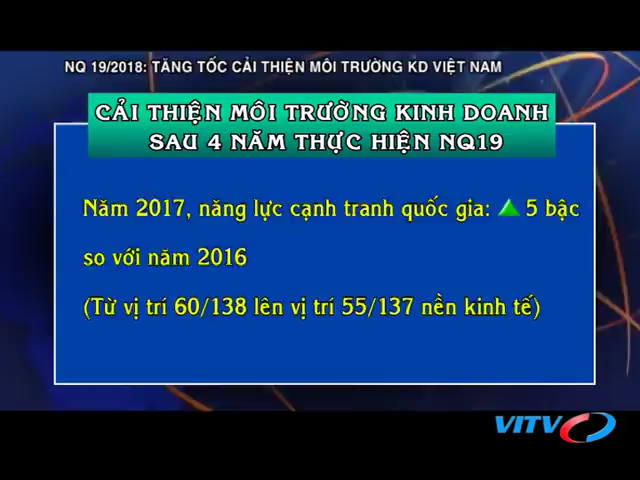 NQ 19/2018: TĂNG TỐC CẢI THIỆN MÔI TRƯỜNG KD VIỆT NAM
CẢI THIỆN MÔI TRƯỜNG KINH DOANH
SAU 4 NĂM THỰC HIỆN NQ19
Năm 2017, năng lực cạnh tranh quốc gia: ▲ 5 bậc
so với năm 2016
(Từ vị trí 60/138 lên vị trí 55/137 nền kinh tế)
VITV